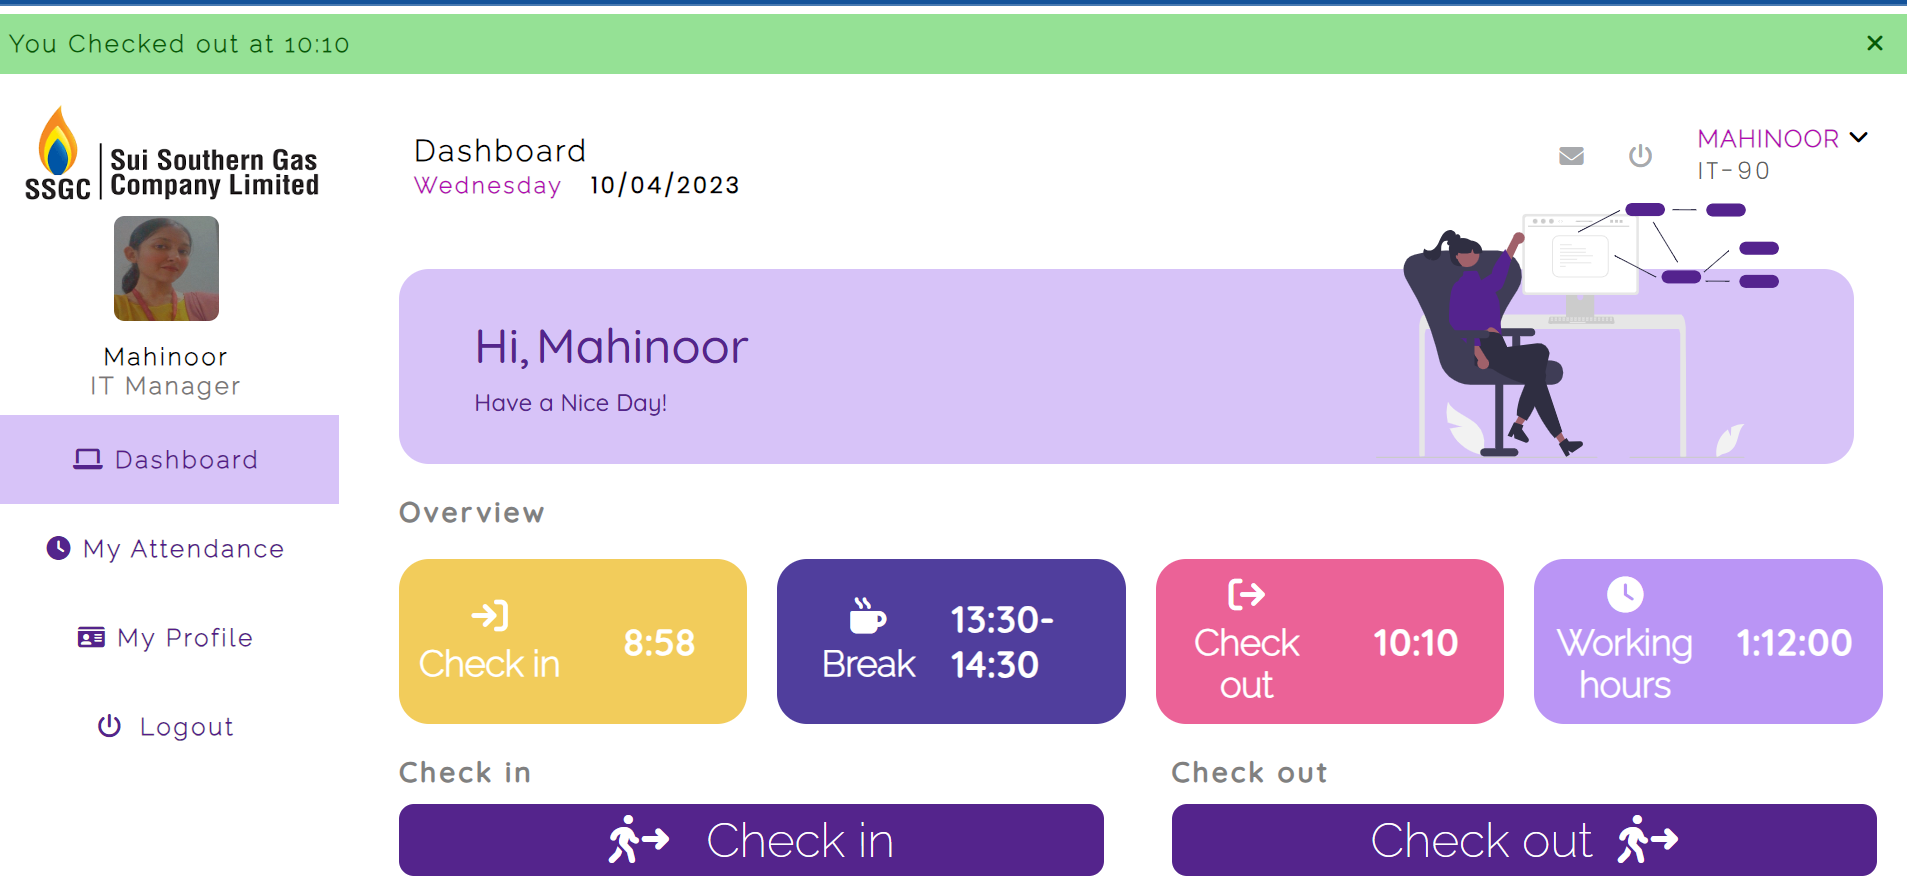 You Checked out at 10:10
SSGC
Sui Southern Gas
Company Limited
Mahinoor
IT Manager
Dashboard
My Attendance
My Profile
Logout
Dashboard
Wednesday 10/04/2023
MAHINOOR
IT-90
Hi, Mahinoor
Have a Nice Day!
Overview
Check in
8:58
Break
13:30-
14:30
Check
out
10:10
Working
hours
1:12:00
Check in
Check in
Check out
Check out